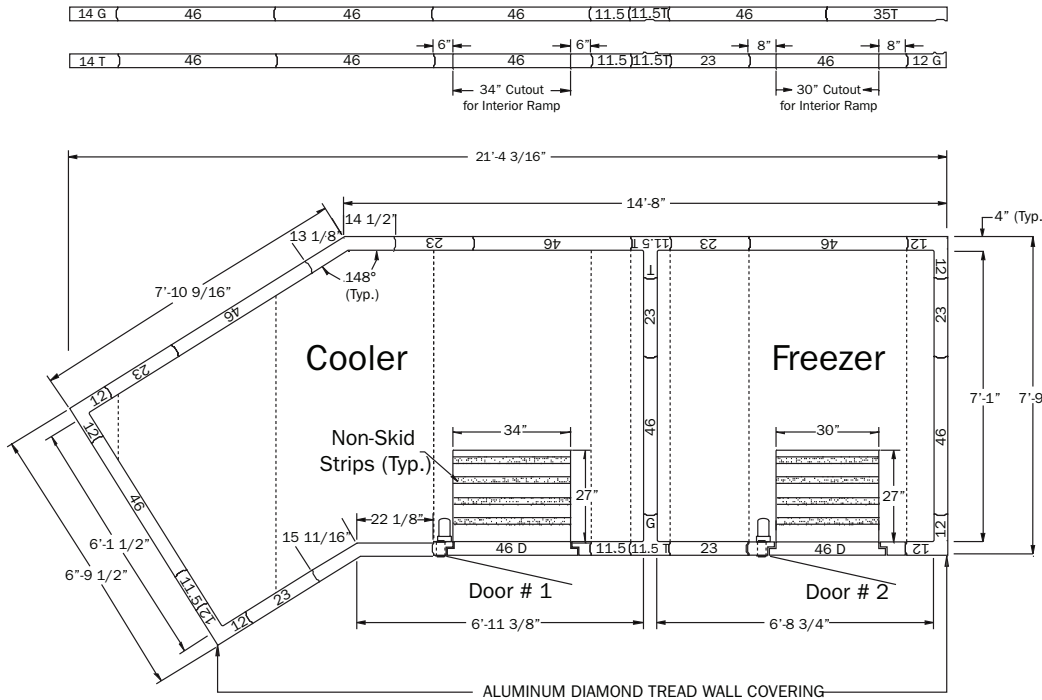 14 G 46 46 46 11.5 11.5T 46 35T
6" 6" 8" 8"
14 T 46 46 46 11.5 11.5T 23 46 12 G
34" Cutout
for Interior Ramp
30" Cutout
for Interior Ramp
21'-4 3/16"
14'-8"
14 1/2"
13 1/8"
4" (Typ.
23 46 11.5T 23 46 12
148°
(Typ.)
7'-10 9/16"
46
23
12
T
23
46
G
12
23
46
12
Cooler
Freezer
7'-1"
7'-9
Non-Skid
Strips (Typ.)
34"
27"
30"
27"
12
46
11.5
12
6'-1 1/2"
6"-9 1/2"
22 1/8"
15 11/16"
23
12
46 D 11.5 11.5 T 23 46 D 12
Door # 1
Door # 2
6'-11 3/8"
6'-8 3/4"
ALUMINUM DIAMOND TREAD WALL COVERING